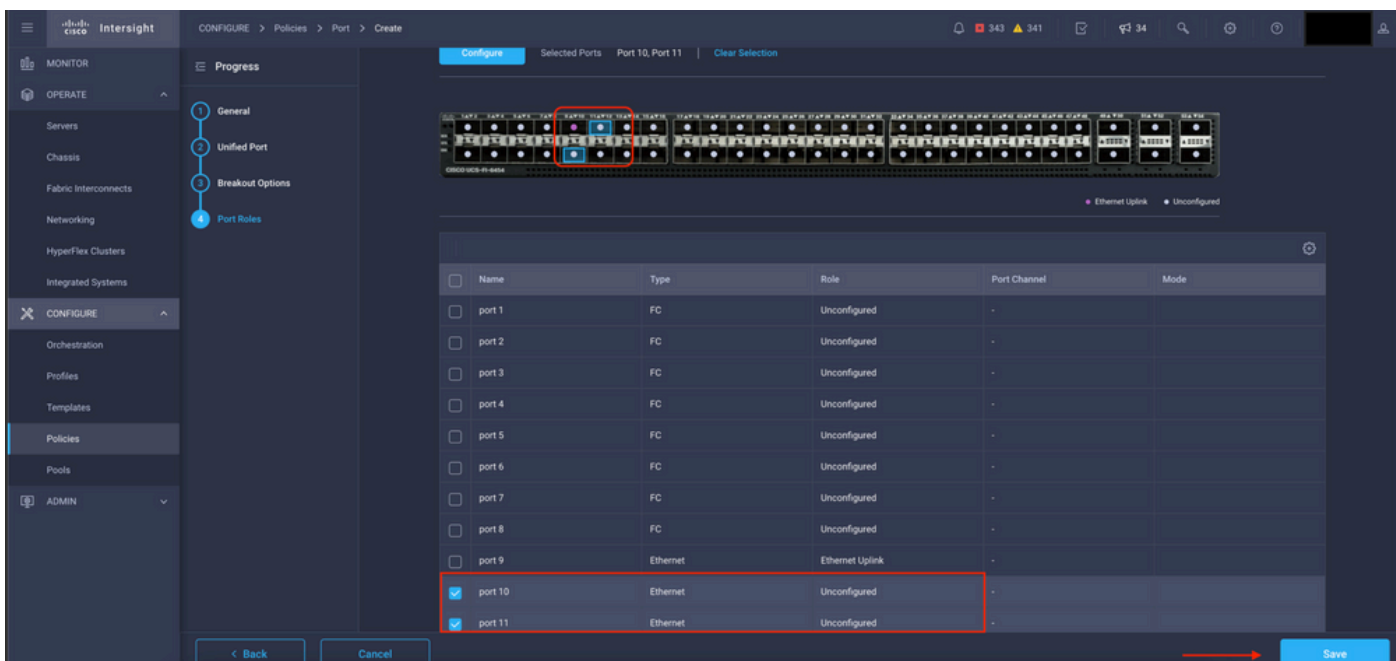 CISCO Intersight
CONFIGURE > Policies > Port > Create
343 341 34
MONITOR
OPERATE
Servers
Chassis
Fabric Interconnects
Networking
HyperFlex Clusters
Integrated Systems
CONFIGURE
Orchestration
Profiles
Templates
Policies
Pools
ADMIN
Progress
1 General
2 Unified Port
3 Breakout Options
4 Port Roles
Configure Selected Ports Port 10, Port 11 | Clear Selection
CISCO UCS-FI-6454
Ethernet Uplink Unconfigured
Name Type Role Port Channel Mode
port 1 FC Unconfigured -
port 2 FC Unconfigured -
port 3 FC Unconfigured -
port 4 FC Unconfigured -
port 5 FC Unconfigured -
port 6 FC Unconfigured -
port 7 FC Unconfigured -
port 8 FC Unconfigured -
port 9 Ethernet Ethernet Uplink -
port 10 Ethernet Unconfigured -
port 11 Ethernet Unconfigured -
< Back Cancel Save